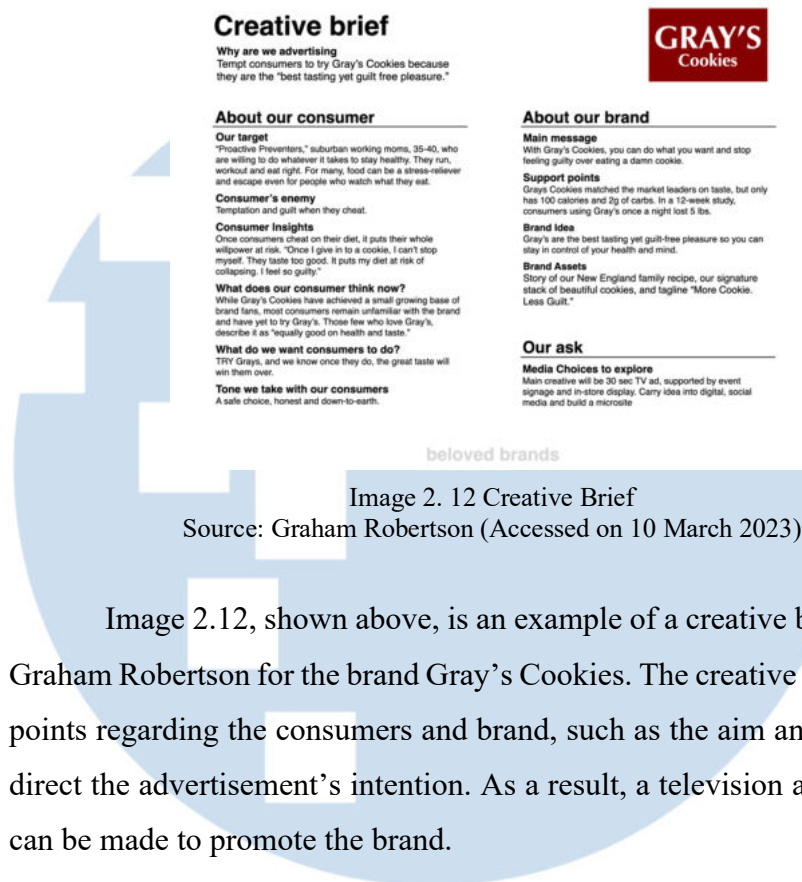 Creative brief
Why are we advertising
Tempt consumers to try Gray's Cookies because
they are the "best tasting yet guilt free pleasure."
GRAY'S
Cookies
About our consumer
Our target
"Proactive Preventers," suburban working moms, 35-40, who
are willing to do whatever it takes to stay healthy. They run,
workout and eat right. For many, food can be a stress-reliever
and escape even for people who watch what they eat.
Consumer's enemy
Temptation and guilt when they cheat.
Consumer Insights
Once consumers cheat on their diet, it puts their whole
willpower at risk. "Once I give in to a cookie, I can't stop
myself. They taste too good. It puts my diet at risk of
collapsing. I feel so guilty."
What does our consumer think now?
While Gray's Cookies have achieved a small growing base of
brand fans, most consumers remain unfamiliar with the brand
and have yet to try Gray's. Those few who love Gray's,
describe it as "equally good on health and taste."
What do we want consumers to do?
TRY Grays, and we know once they do, the great taste will
win them over.
Tone we take with our consumers
A safe choice, honest and down-to-earth.
About our brand
Main message
With Gray's Cookies, you can do what you want and stop
feeling guilty over eating a damn cookie.
Support points
Grays Cookies matched the market leaders on taste, but only
has 100 calories and 2g of carbs. In a 12-week study,
consumers using Gray's once a night lost 5 lbs.
Brand Idea
Gray's are the best tasting yet guilt-free pleasure so you can
stay in control of your health and mind.
Brand Assets
Story of our New England family recipe, our signature
stack of beautiful cookies, and tagline "More Cookie.
Less Guilt."
Our ask
Media Choices to explore
Main creative will be 30 sec TV ad, supported by event
signage and in-store display. Carry idea into digital, social
media and build a microsite
beloved brands
Image 2. 12 Creative Brief
Source: Graham Robertson (Accessed on 10 March 2023)
Image 2.12, shown above, is an example of a creative b
Graham Robertson for the brand Gray's Cookies. The creative
points regarding the consumers and brand, such as the aim an
direct the advertisement's intention. As a result, a television a
can be made to promote the brand.